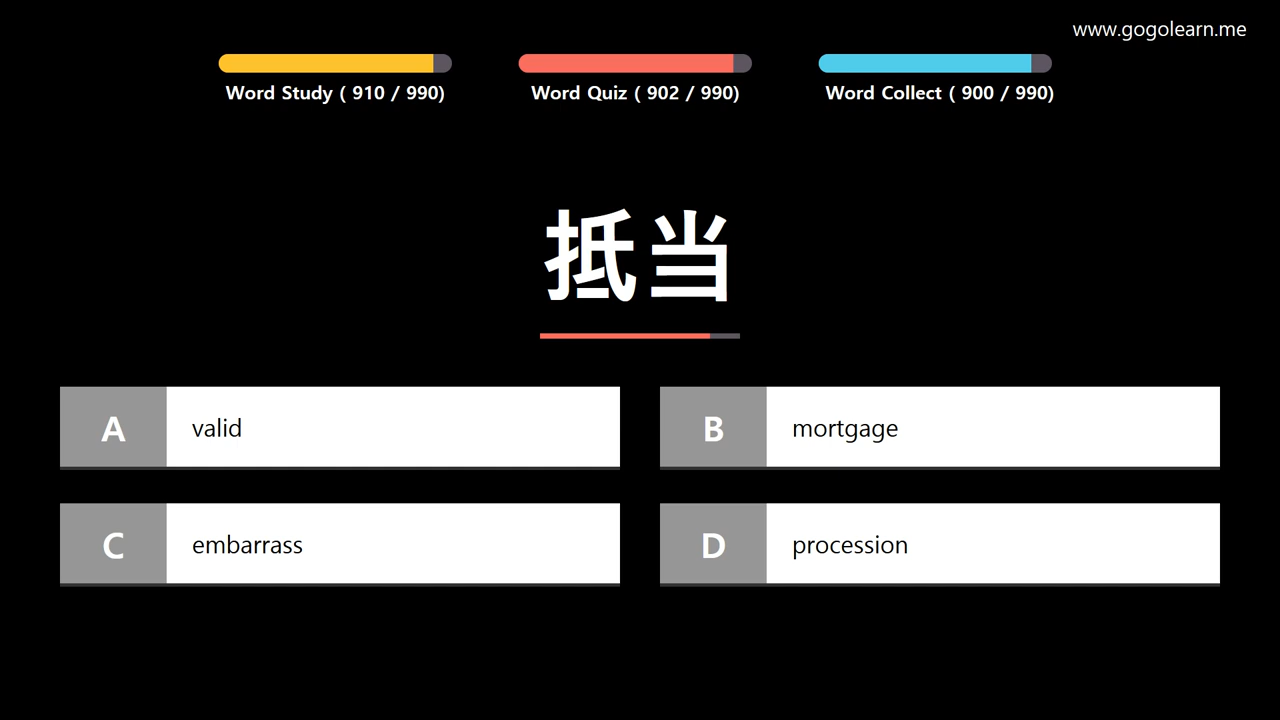 www.gogolearn.me
Word Study ( 910 / 990)
Word Quiz ( 902 / 990)
Word Collect ( 900 / 990)
抵当
A valid
B mortgage
C embarrass
D procession